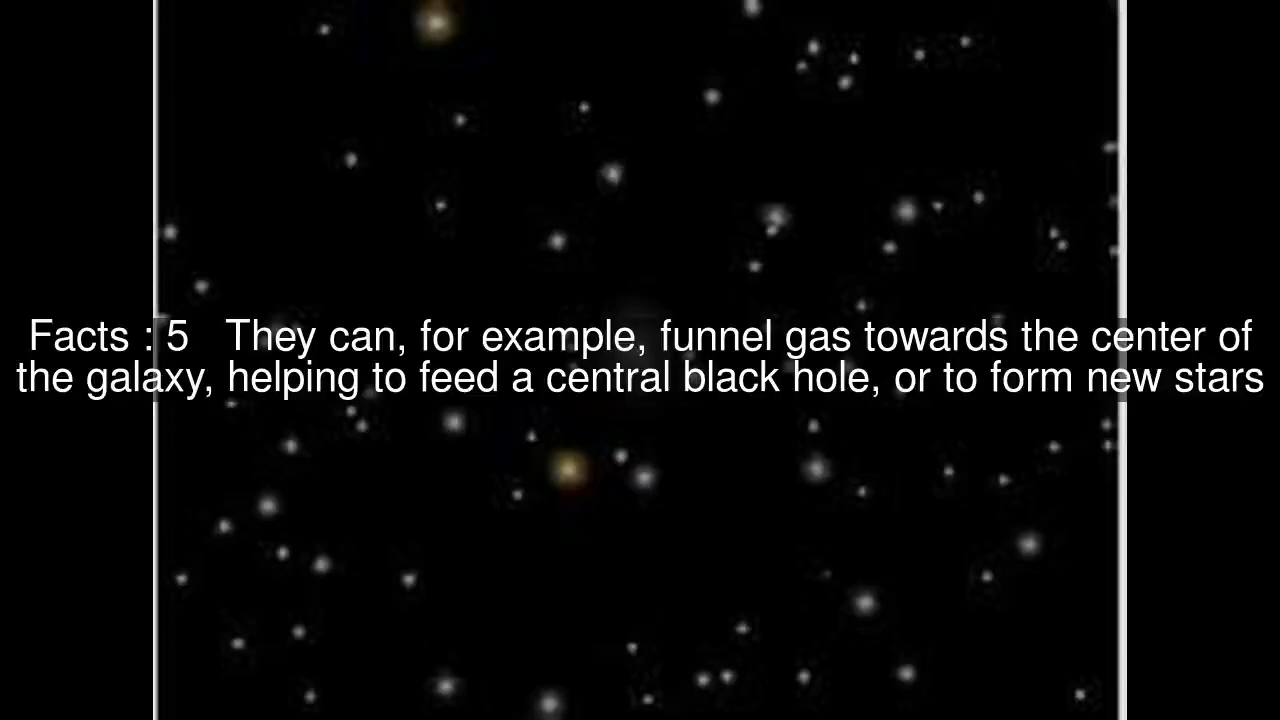 Facts : 5   They can, for example, funnel gas towards the center of
the galaxy, helping to feed a central black hole, or to form new stars